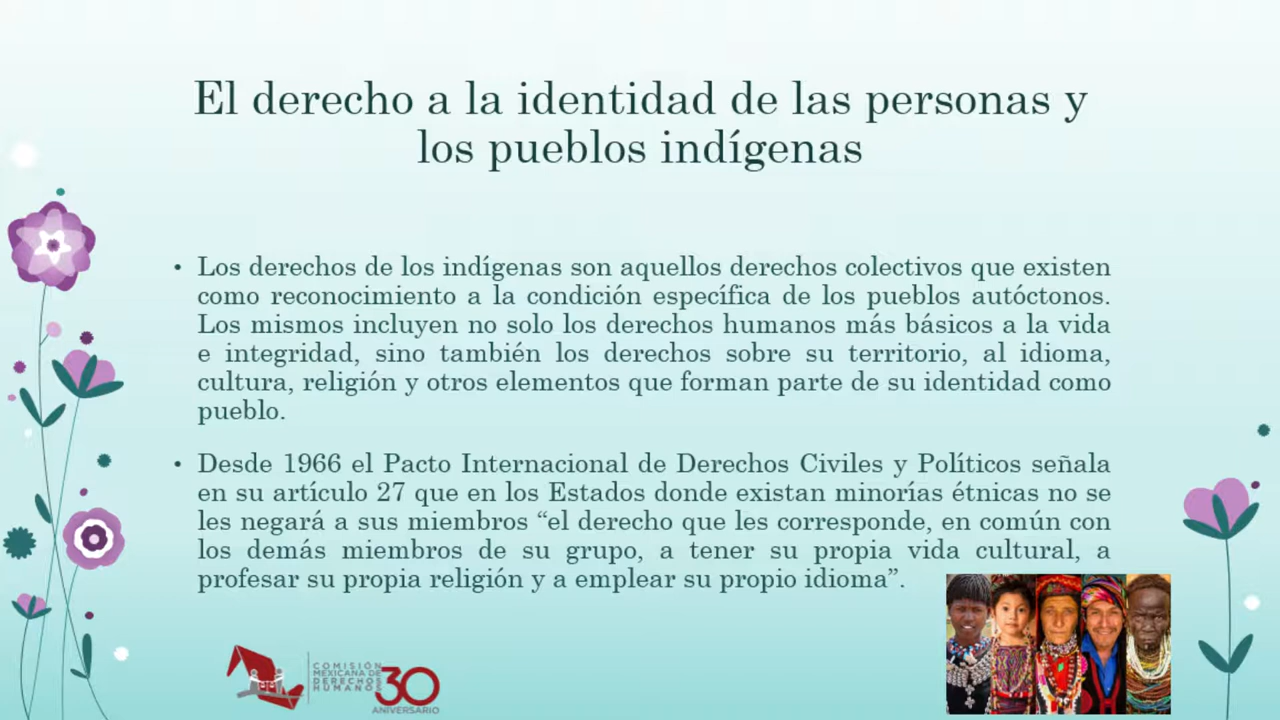 El derecho a la identidad de las personas y
los pueblos indígenas
• Los derechos de los indígenas son aquellos derechos colectivos que existen
como reconocimiento a la condición específica de los pueblos autóctonos.
Los mismos incluyen no solo los derechos humanos más básicos a la vida
e integridad, sino también los derechos sobre su territorio, al idioma,
cultura, religión y otros elementos que forman parte de su identidad como
pueblo.
• Desde 1966 el Pacto Internacional de Derechos Civiles y Políticos señala
en su artículo 27 que en los Estados donde existan minorías étnicas no se
les negará a sus miembros “el derecho que les corresponde, en común con
los demás miembros de su grupo, a tener su propia vida cultural, a
profesar su propia religión y a emplear su propio idioma”.
COMISIÓN
MEXICANA DE
DERECHOS
HUMANOS
30
ANIVERSARIO